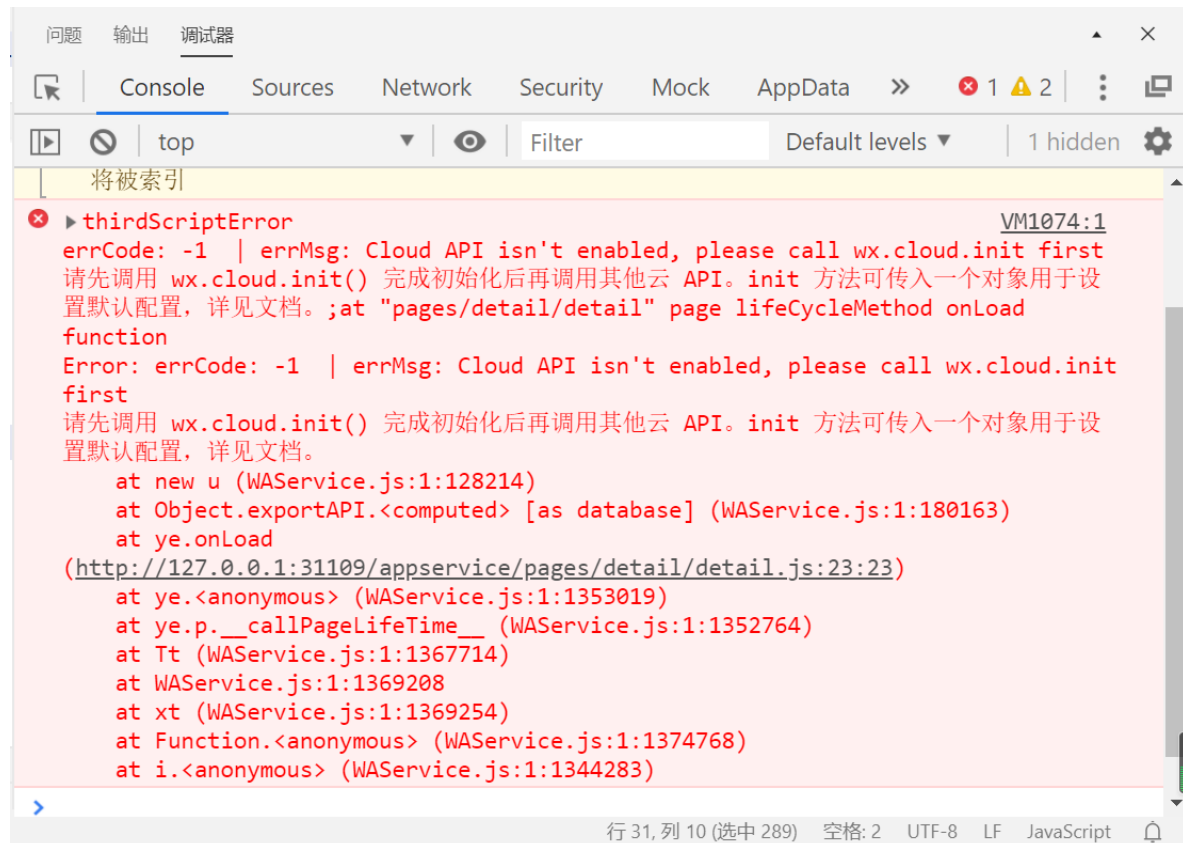 问题 输出 调试器
Console Sources Network Security Mock AppData 1 2
top Filter Default levels 1 hidden
将被索引
thirdScriptError VM1074:1
errCode: -1 | errMsg: Cloud API isn't enabled, please call wx.cloud.init first
请先调用 wx.cloud.init() 完成初始化后再调用其他云 API。init 方法可传入一个对象用于设
置默认配置，详见文档。;at "pages/detail/detail" page lifeCycleMethod onLoad
function
Error: errCode: -1 | errMsg: Cloud API isn't enabled, please call wx.cloud.init
first
请先调用 wx.cloud.init() 完成初始化后再调用其他云 API。init 方法可传入一个对象用于设
置默认配置，详见文档。
at new u (WAService.js:1:128214)
at Object.exportAPI.<computed> [as database] (WAService.js:1:180163)
at ye.onLoad
(http://127.0.0.1:31109/appservice/pages/detail/detail.js:23:23)
at ye.<anonymous> (WAService.js:1:1353019)
at ye.p.__callPageLifeTime__ (WAService.js:1:1352764)
at Tt (WAService.js:1:1367714)
at WAService.js:1:1369208
at xt (WAService.js:1:1369254)
at Function.<anonymous> (WAService.js:1:1374768)
at i.<anonymous> (WAService.js:1:1344283)
行 31, 列 10 (选中 289) 空格: 2 UTF-8 LF JavaScript